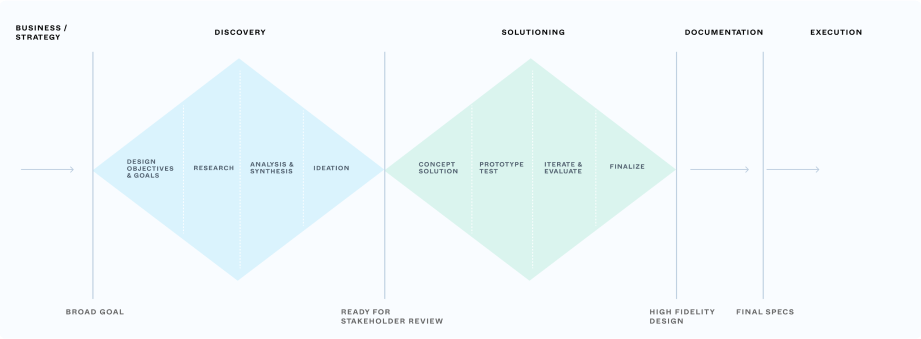 BUSINESS /
STRATEGY
DISCOVERY
SOLUTIONING
DOCUMENTATION
EXECUTION
DESIGN
OBJECTIVES
& GOALS
RESEARCH
ANALYSIS &
SYNTHESIS
IDEATION
CONCEPT
SOLUTION
PROTOTYPE
TEST
ITERATE &
EVALUATE
FINALIZE
BROAD GOAL
READY FOR
STAKEHOLDER REVIEW
HIGH FIDELITY
DESIGN
FINAL SPECS